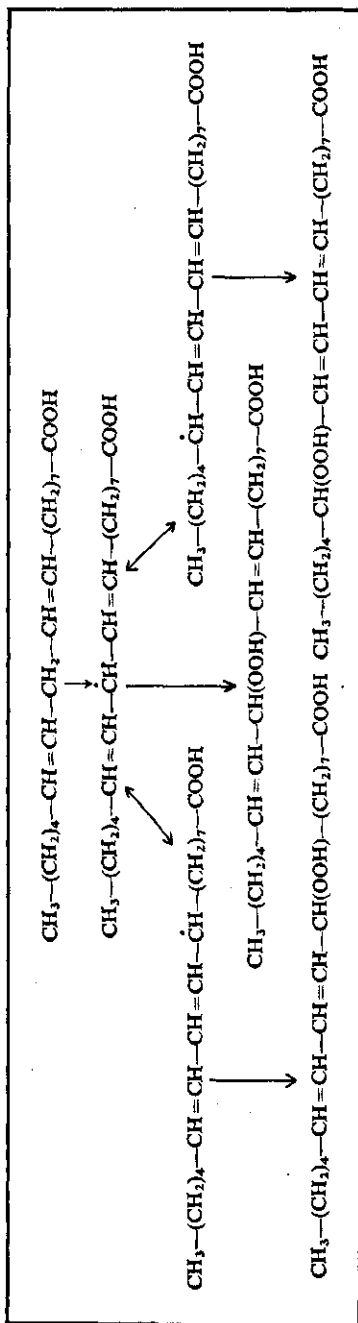 CH₃—(CH₂)₄—CH=CH—CH₂—CH=CH—(CH₂)₇—COOH
CH₃—(CH₂)₄—CH=CH—ĊH—CH=CH—(CH₂)₇—COOH
CH₃—(CH₂)₄—CH=CH—CH=CH—ĊH—(CH₂)₇—COOH
CH₃—(CH₂)₄—ĊH—CH=CH—CH=CH—(CH₂)₇—COOH
CH₃—(CH₂)₄—CH=CH—CH(OOH)—CH=CH—(CH₂)₇—COOH
CH₃—(CH₂)₄—CH=CH—CH=CH—CH(OOH)—(CH₂)₇—COOH
CH₃—(CH₂)₄—CH(OOH)—CH=CH—CH=CH—(CH₂)₇—COOH